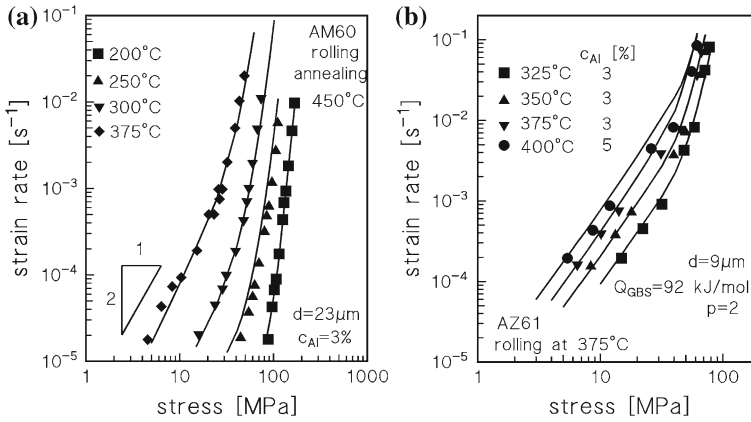 (a)
10⁻¹
10⁻²
10⁻³
10⁻⁴
10⁻⁵
strain rate [s⁻¹]
AM60
rolling
annealing
450°C
200°C
250°C
300°C
375°C
1
2
d=23μm
c_Al=3%
1
10
100
1000
stress [MPa]
(b)
10⁻¹
10⁻²
10⁻³
10⁻⁴
10⁻⁵
strain rate [s⁻¹]
c_Al [%]
325°C 3
350°C 3
375°C 3
400°C 5
d=9μm
Q_GBS=92 kJ/mol
p=2
AZ61
rolling at 375°C
1
10
100
stress [MPa]